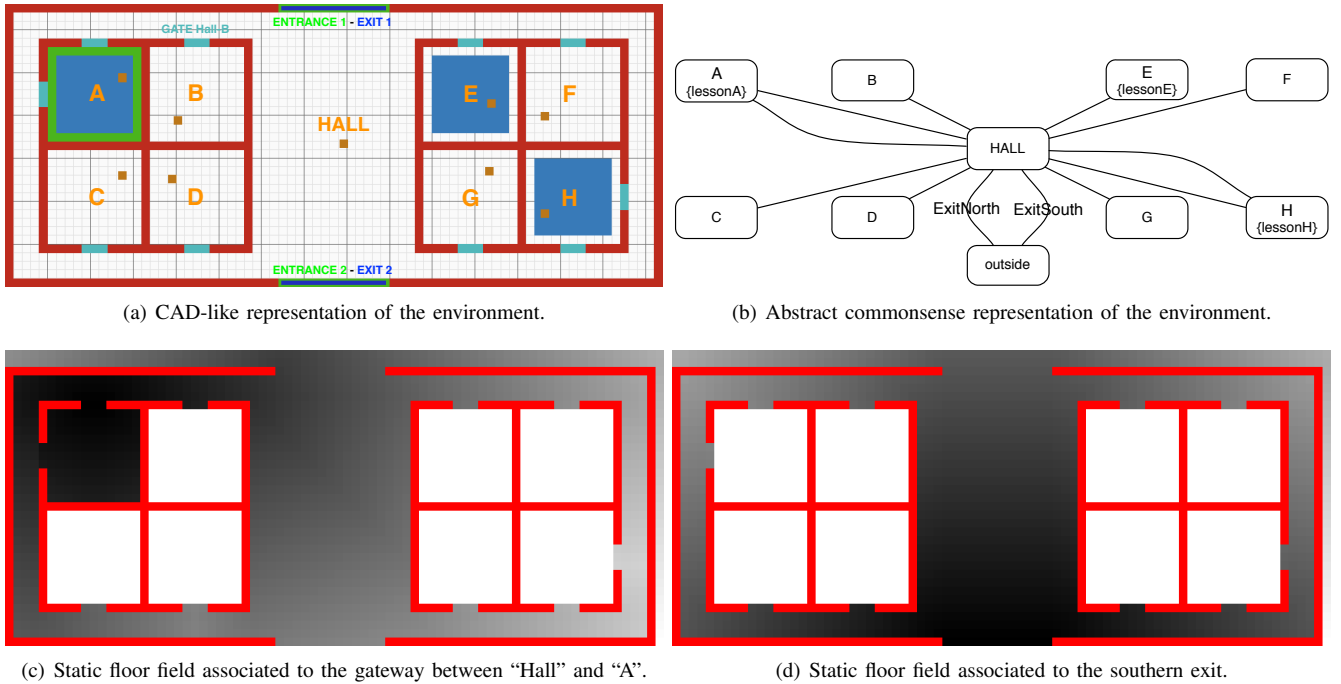 ENTRANCE 1 - EXIT 1
GATE Hall-B
A
B
E
F
HALL
C
D
G
H
ENTRANCE 2 - EXIT 2
(a) CAD-like representation of the environment.
A
{lessonA}
B
E
{lessonE}
F
HALL
C
D
ExitNorth
ExitSouth
G
H
{lessonH}
outside
(b) Abstract commonsense representation of the environment.
(c) Static floor field associated to the gateway between “Hall” and “A”.
(d) Static floor field associated to the southern exit.